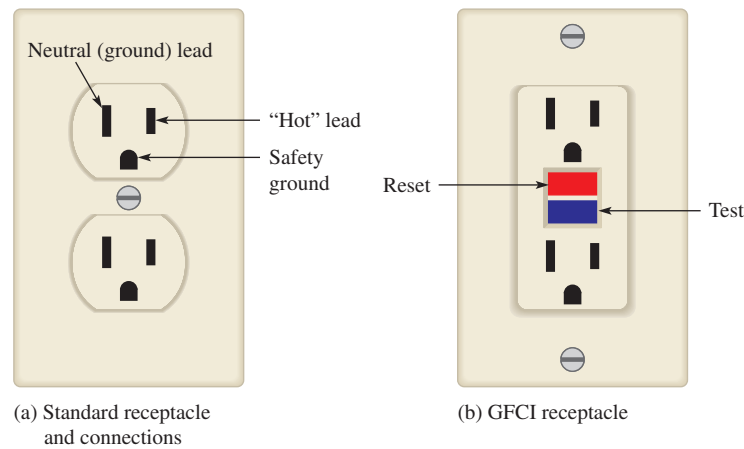 Neutral (ground) lead
“Hot” lead
Safety
ground
(a) Standard receptacle
and connections
Reset
Test
(b) GFCI receptacle